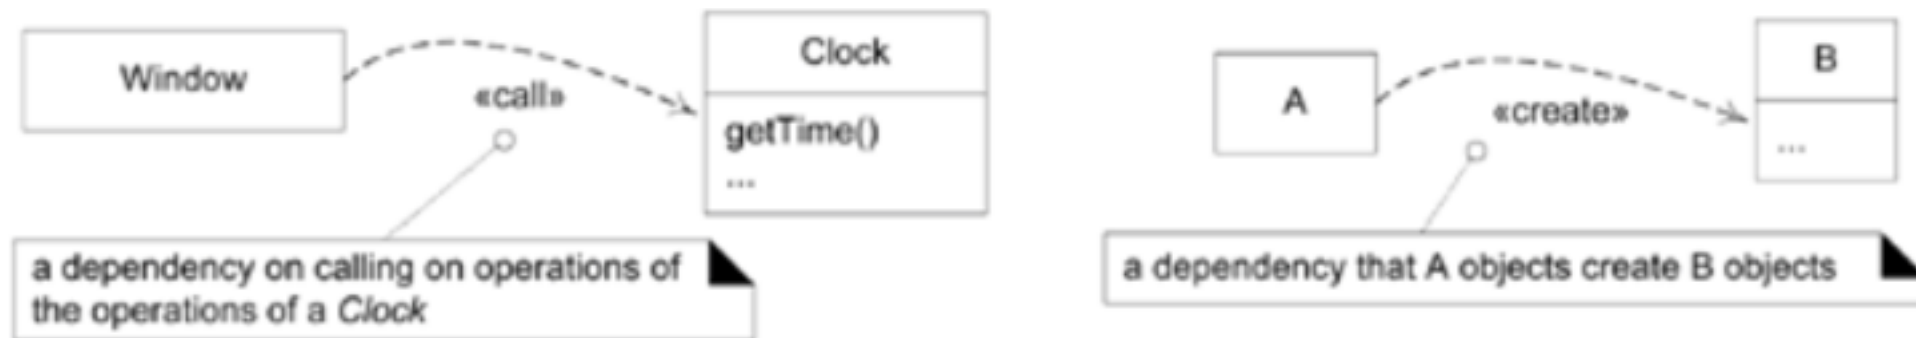 Window
«call»
Clock
getTime()
...
a dependency on calling on operations of
the operations of a Clock
A
«create»
B
...
a dependency that A objects create B objects